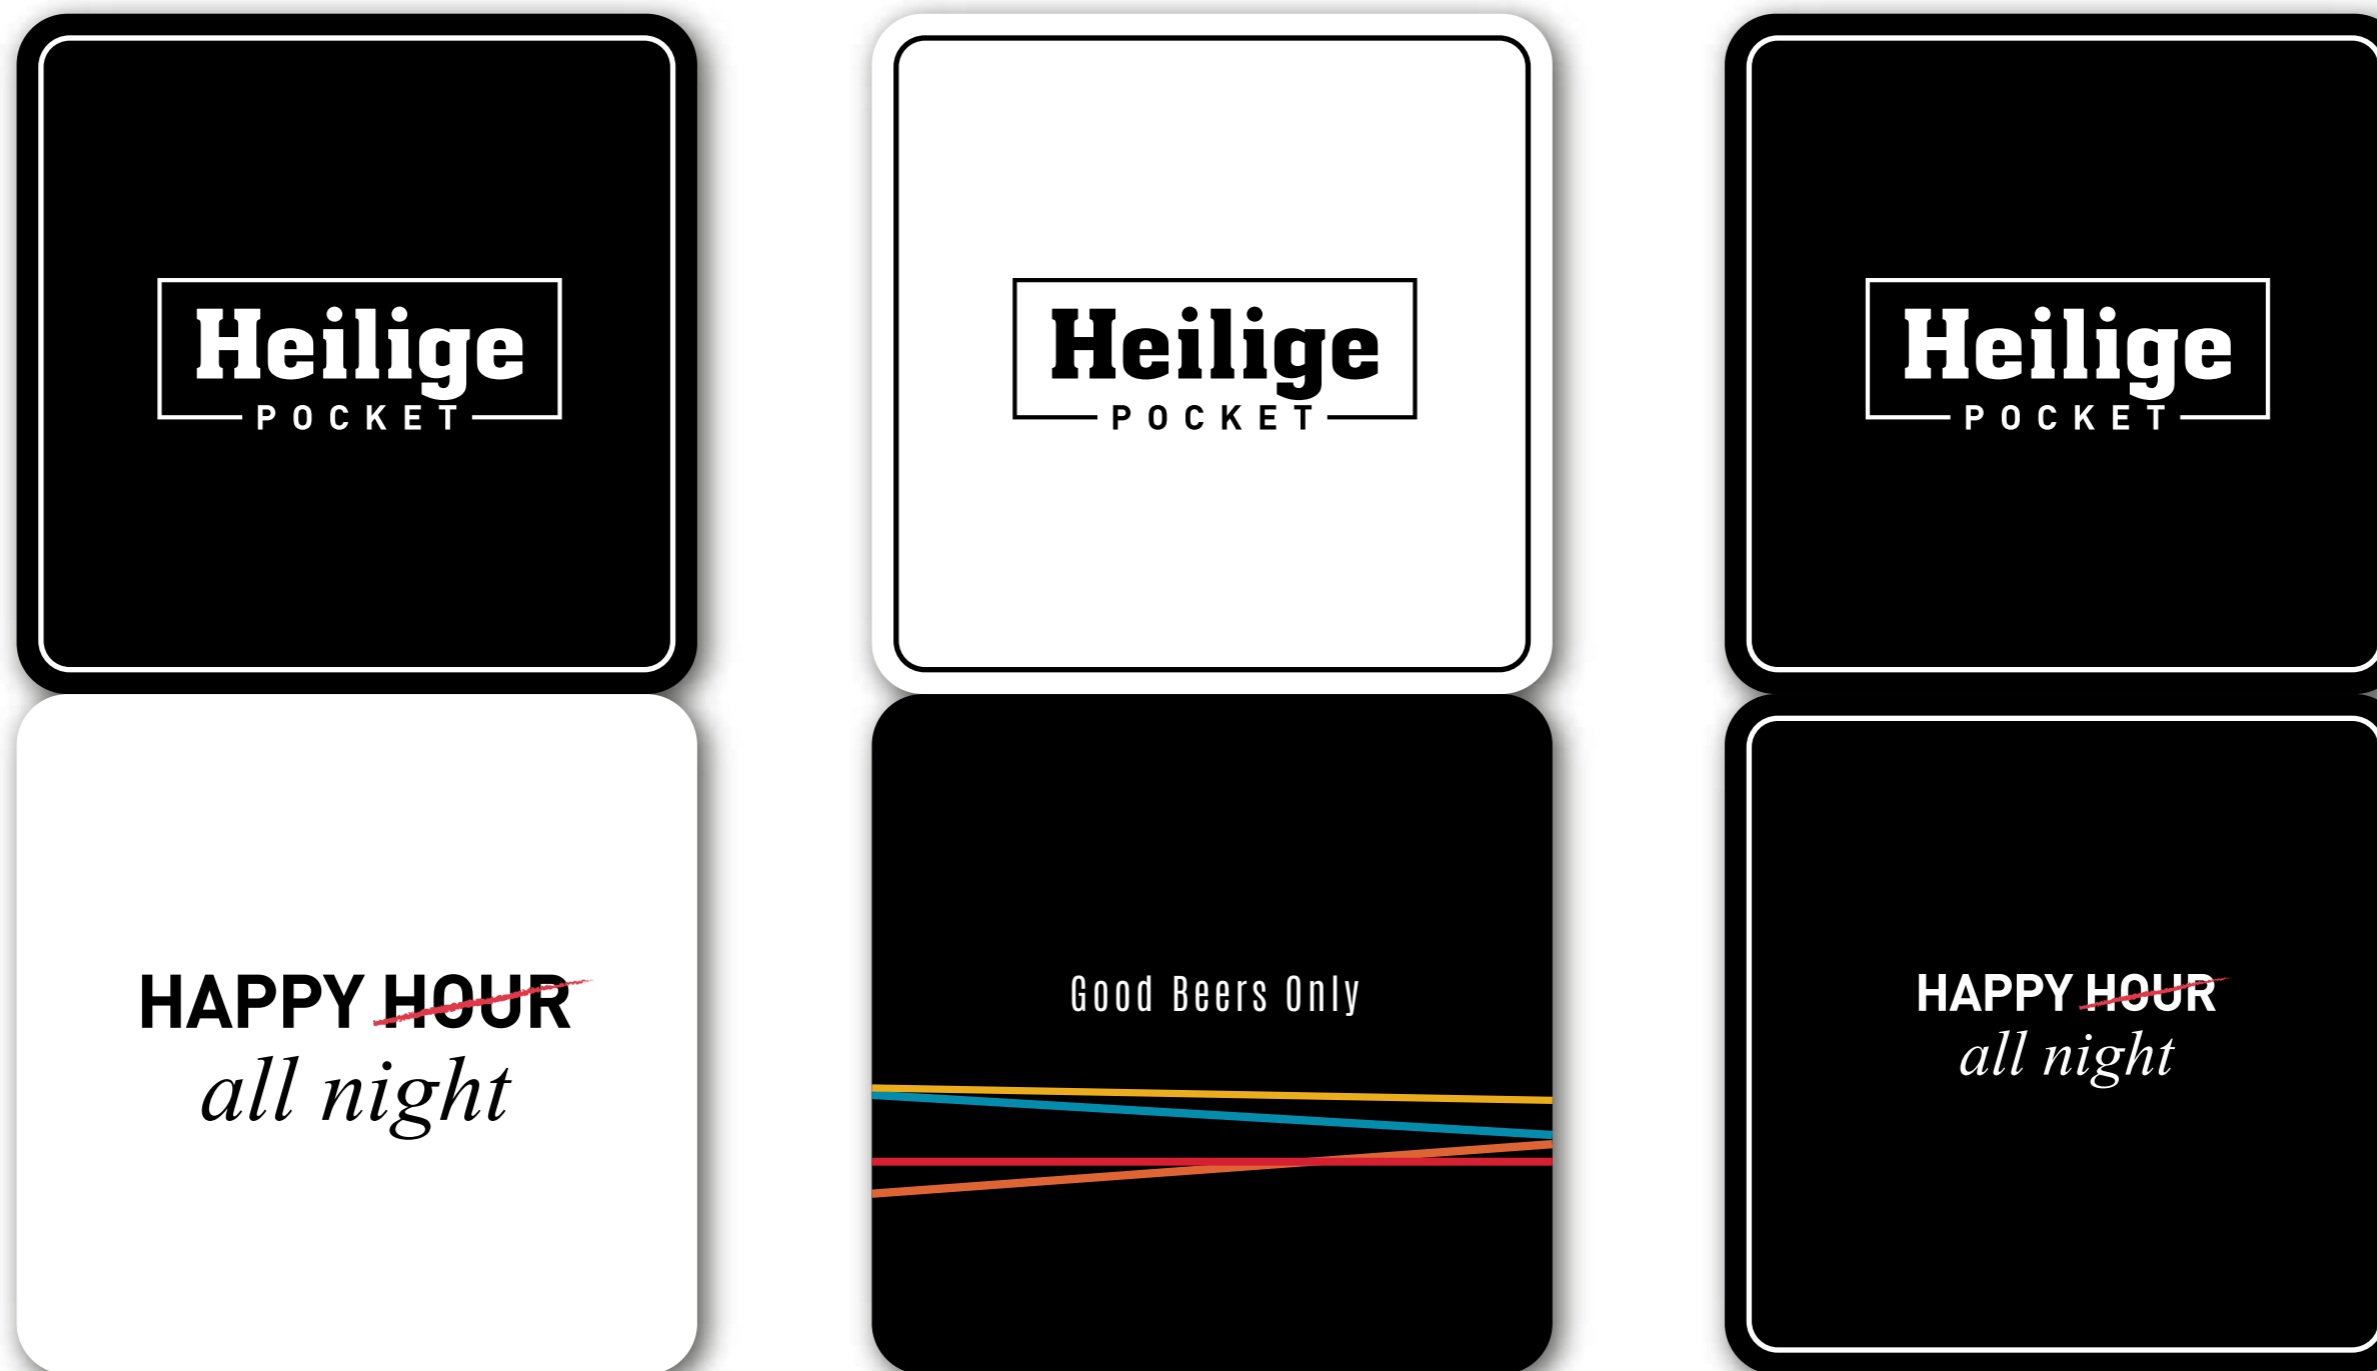 Heilige
POCKET
Heilige
POCKET
Heilige
POCKET
HAPPY HOUR
all night
Good Beers Only
HAPPY HOUR
all night